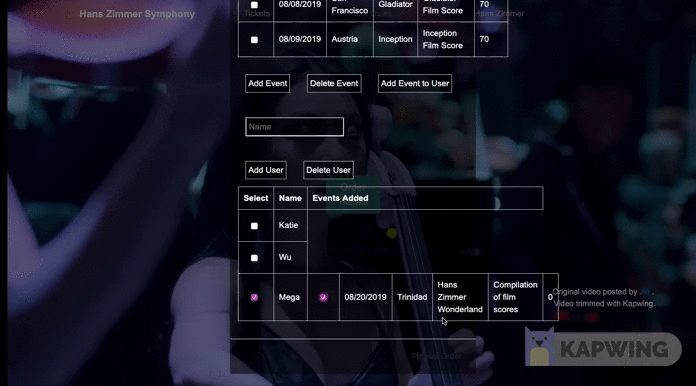 Hans Zimmer Symphony
Tickets
Hans Zimmer
08/08/2019 San Francisco Gladiator Gladiator Film Score 70
08/09/2019 Austria Inception Inception Film Score 70
Add Event Delete Event Add Event to User
Name
Add User Delete User
Order
Select Name Events Added
Katie
Wu
Mega 08/20/2019 Trinidad Hans Zimmer Wonderland Compilation of film scores 0
Original video posted by
Video trimmed with Kapwing.
KAPWING
Order